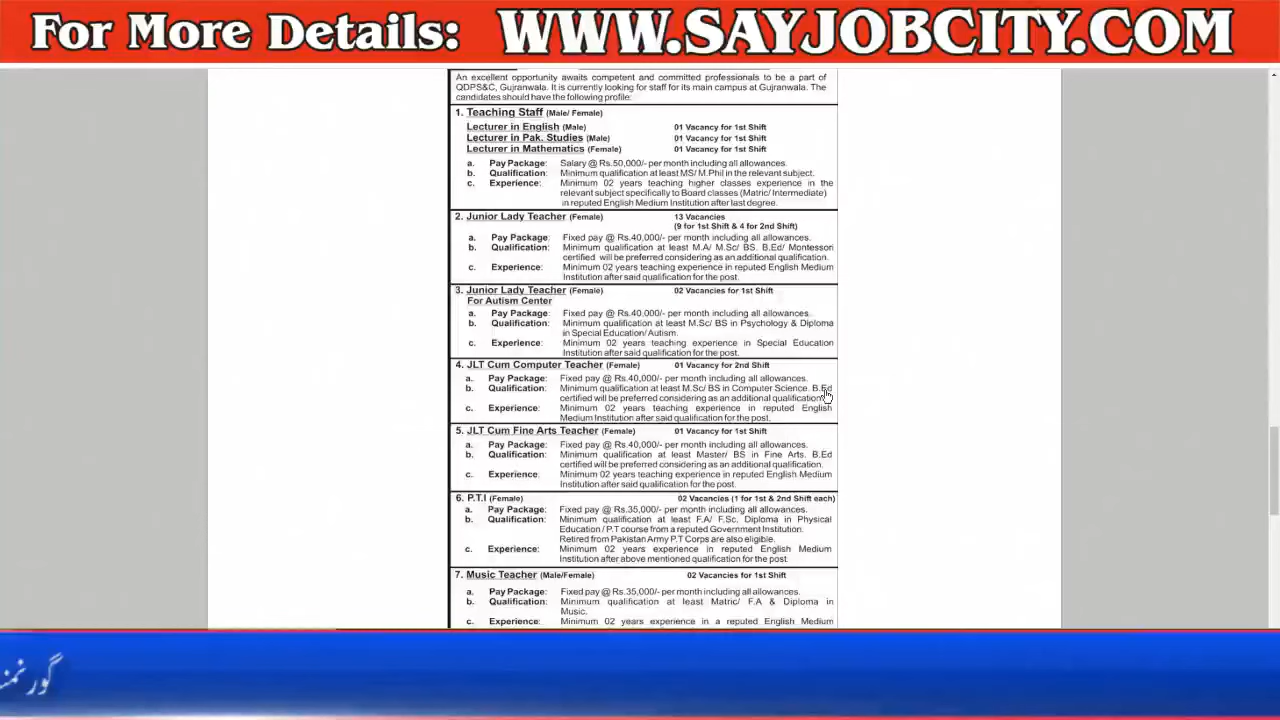 For More Details: WWW.SAYJOBCITY.COM
An excellent opportunity awaits competent and committed professionals to be a part of
QDPS&C, Gujranwala. It is currently looking for staff for its main campus at Gujranwala. The
candidates should have the following profile:
1. Teaching Staff (Male/ Female)
Lecturer in English (Male) 01 Vacancy for 1st Shift
Lecturer in Pak. Studies (Male) 01 Vacancy for 1st Shift
Lecturer in Mathematics (Female) 01 Vacancy for 1st Shift
a. Pay Package: Salary @ Rs.50,000/- per month including all allowances.
b. Qualification: Minimum qualification at least MS/ M.Phil in the relevant subject.
c. Experience: Minimum 02 years teaching higher classes experience in the
relevant subject specifically to Board classes (Matric/ Intermediate)
in reputed English Medium Institution after last degree.
2. Junior Lady Teacher (Female) 13 Vacancies
(9 for 1st Shift & 4 for 2nd Shift)
a. Pay Package: Fixed pay @ Rs.40,000/- per month including all allowances.
b. Qualification: Minimum qualification at least M.A/ M.Sc/ BS. B.Ed/ Montessori
certified will be preferred considering as an additional qualification.
c. Experience: Minimum 02 years teaching experience in reputed English Medium
Institution after said qualification for the post.
3. Junior Lady Teacher (Female) 02 Vacancies for 1st Shift
For Autism Center
a. Pay Package: Fixed pay @ Rs.40,000/- per month including all allowances.
b. Qualification: Minimum qualification at least M.Sc/ BS in Psychology & Diploma
in Special Education/ Autism.
c. Experience: Minimum 02 years teaching experience in Special Education
Institution after said qualification for the post.
4. JLT Cum Computer Teacher (Female) 01 Vacancy for 2nd Shift
a. Pay Package: Fixed pay @ Rs.40,000/- per month including all allowances.
b. Qualification: Minimum qualification at least M.Sc/ BS in Computer Science. B.Ed
certified will be preferred considering as an additional qualification.
c. Experience: Minimum 02 years teaching experience in reputed English
Medium Institution after said qualification for the post.
5. JLT Cum Fine Arts Teacher (Female) 01 Vacancy for 1st Shift
a. Pay Package: Fixed pay @ Rs.40,000/- per month including all allowances.
b. Qualification: Minimum qualification at least Master/ BS in Fine Arts. B.Ed
certified will be preferred considering as an additional qualification.
c. Experience: Minimum 02 years teaching experience in reputed English Medium
Institution after said qualification for the post.
6. P.T.I (Female) 02 Vacancies (1 for 1st & 2nd Shift each)
a. Pay Package: Fixed pay @ Rs.35,000/- per month including all allowances.
b. Qualification: Minimum qualification at least F.A/ F.Sc. Diploma in Physical
Education / P.T course from a reputed Government Institution.
Retired from Pakistan Army P.T Corps are also eligible.
c. Experience: Minimum 02 years experience in reputed English Medium
Institution after above mentioned qualification for the post.
7. Music Teacher (Male/Female) 02 Vacancies for 1st Shift
a. Pay Package: Fixed pay @ Rs.35,000/- per month including all allowances.
b. Qualification: Minimum qualification at least Matric/ F.A & Diploma in
Music.
c. Experience: Minimum 02 years experience in a reputed English Medium